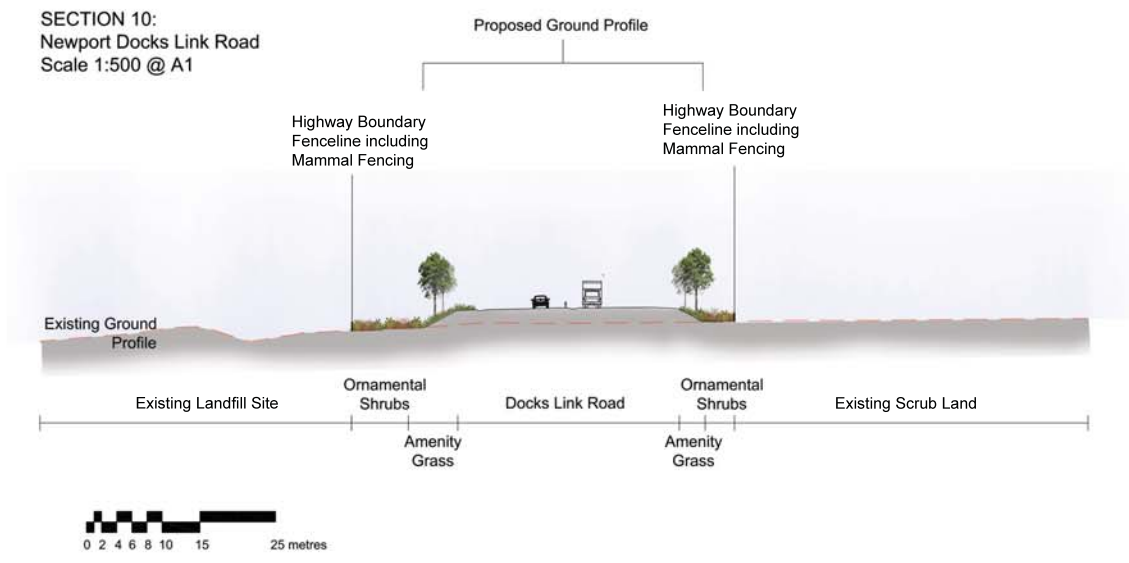 SECTION 10:
Newport Docks Link Road
Scale 1:500 @ A1
Proposed Ground Profile
Highway Boundary
Fenceline including
Mammal Fencing
Highway Boundary
Fenceline including
Mammal Fencing
Existing Ground
Profile
Existing Landfill Site
Ornamental
Shrubs
Docks Link Road
Ornamental
Shrubs
Existing Scrub Land
Amenity
Grass
Amenity
Grass
0 2 4 6 8 10 15 25 metres